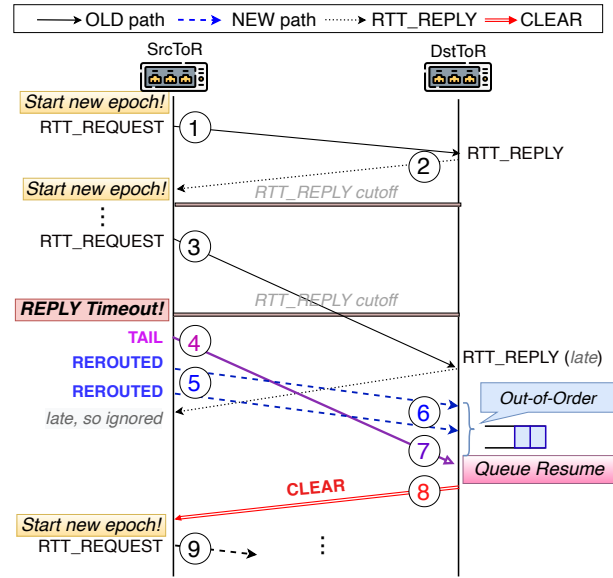 OLD path NEW path RTT_REPLY CLEAR
SrcToR DstToR
Start new epoch!
RTT_REQUEST 1
RTT_REPLY
2
Start new epoch!
RTT_REPLY cutoff
⋮
RTT_REQUEST 3
RTT_REPLY cutoff
REPLY Timeout!
TAIL 4
RTT_REPLY (late)
REROUTED
5
REROUTED
6
Out-of-Order
late, so ignored
7
Queue Resume
CLEAR 8
Start new epoch!
RTT_REQUEST 9 ⋮